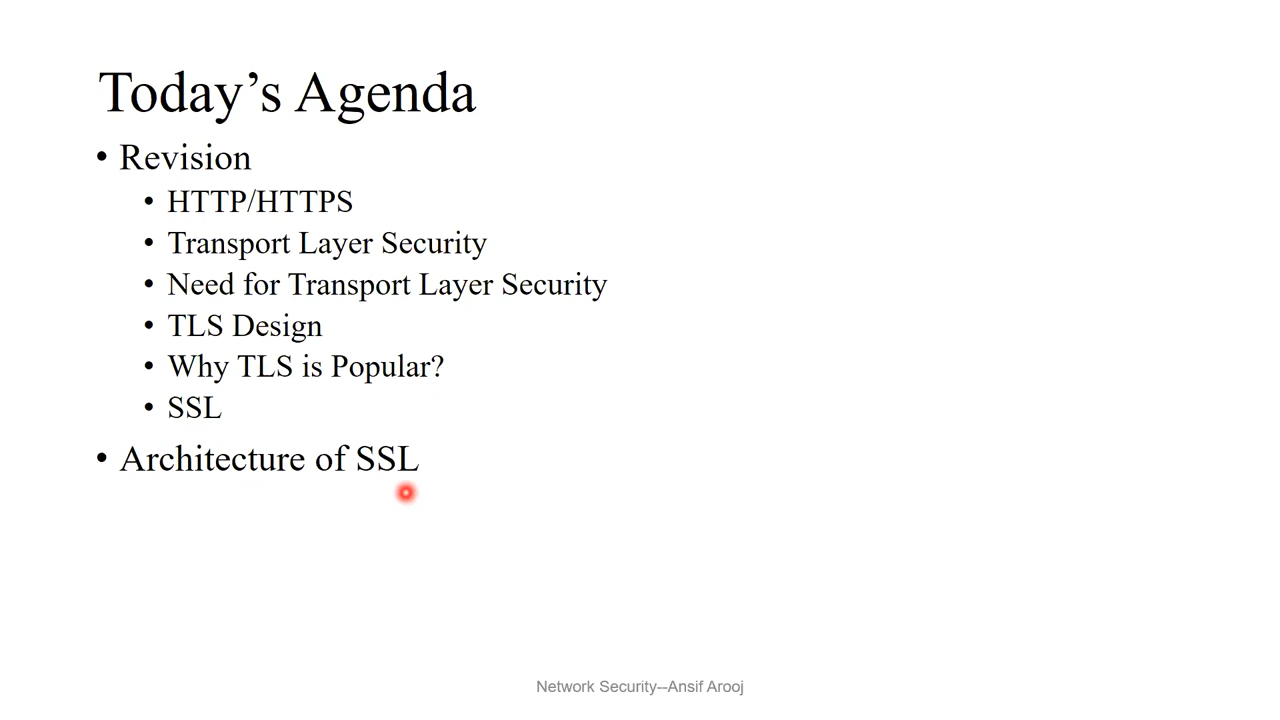 Today’s Agenda
• Revision
• HTTP/HTTPS
• Transport Layer Security
• Need for Transport Layer Security
• TLS Design
• Why TLS is Popular?
• SSL
• Architecture of SSL
Network Security--Ansif Arooj